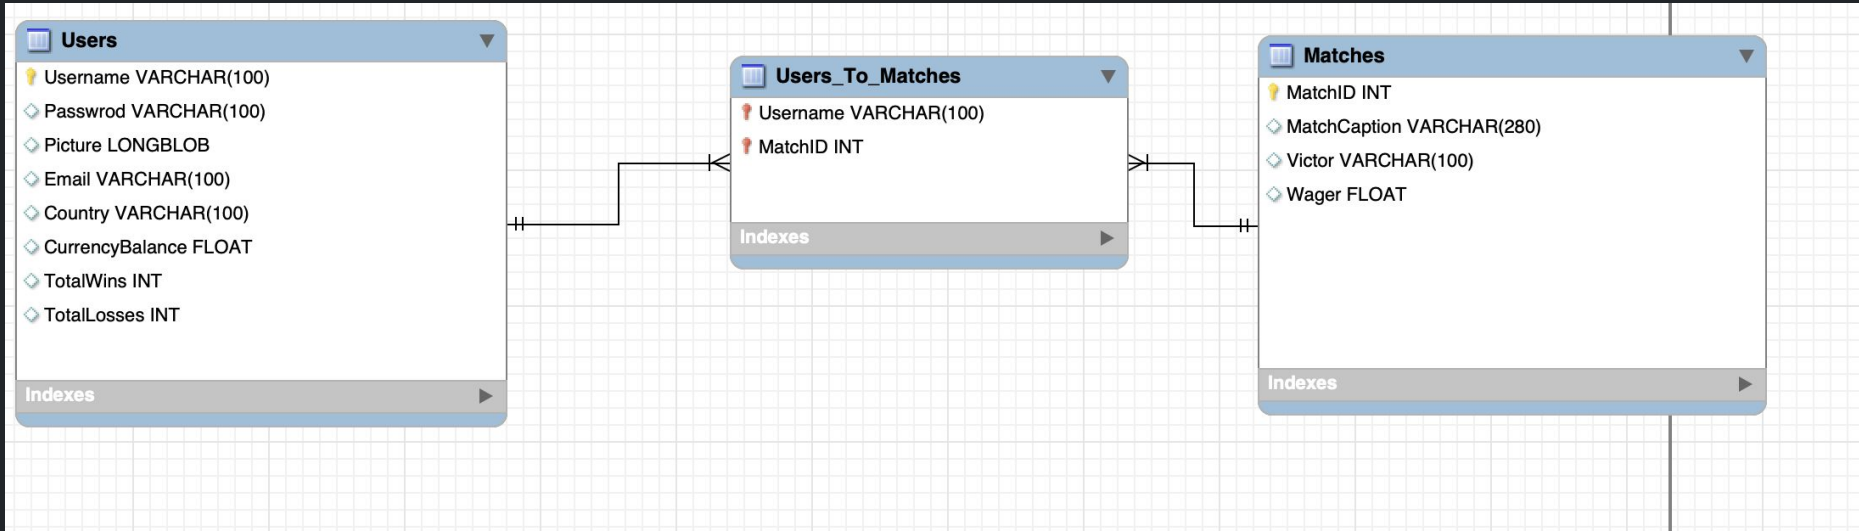 Users
Username VARCHAR(100)
Passwrod VARCHAR(100)
Picture LONGBLOB
Email VARCHAR(100)
Country VARCHAR(100)
CurrencyBalance FLOAT
TotalWins INT
TotalLosses INT
Indexes
Users_To_Matches
Username VARCHAR(100)
MatchID INT
Indexes
Matches
MatchID INT
MatchCaption VARCHAR(280)
Victor VARCHAR(100)
Wager FLOAT
Indexes